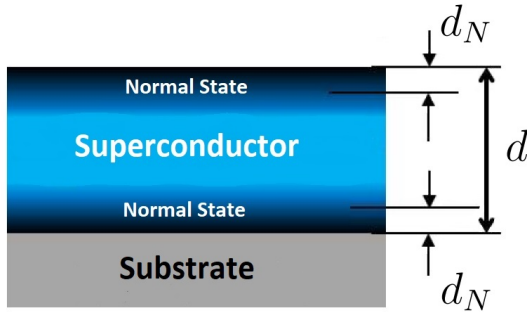 d_N
Normal State
Superconductor
d
Normal State
Substrate
d_N